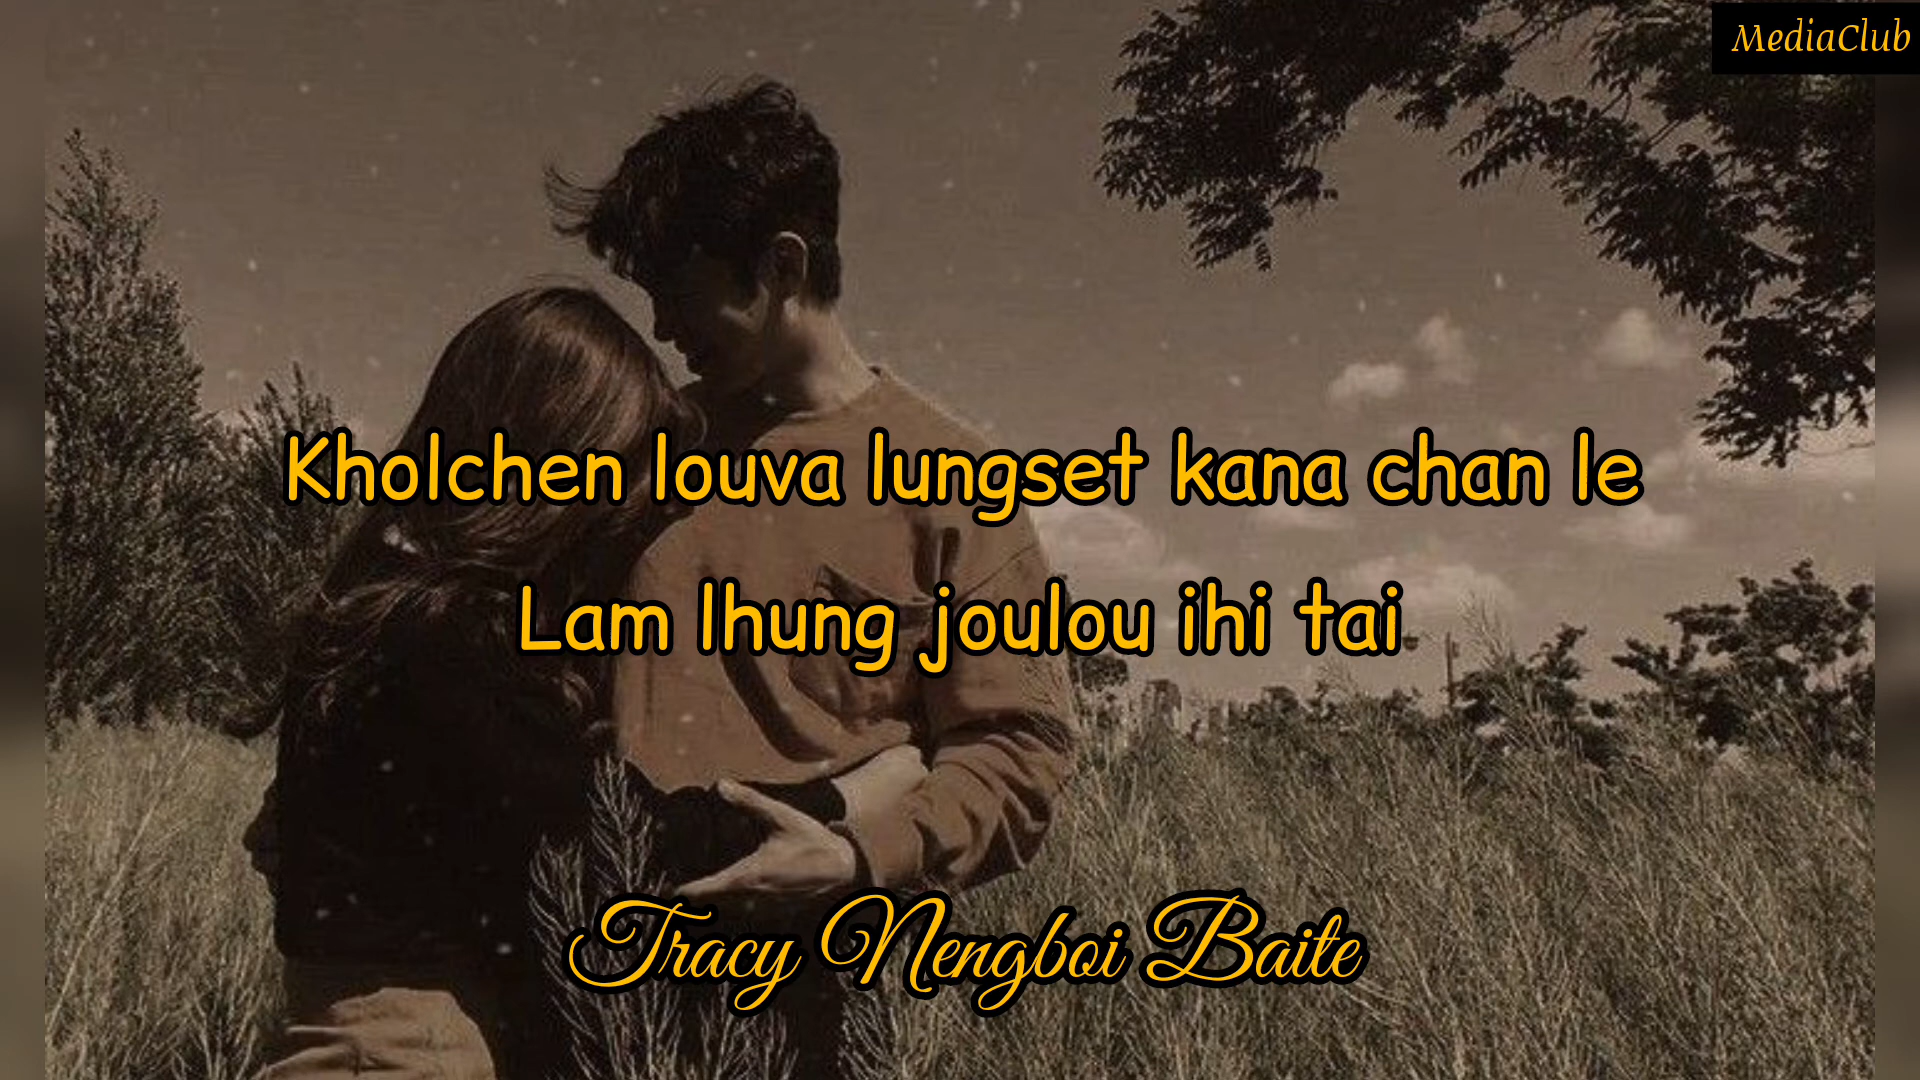 MediaClub
Kholchen louva lungset kana chan le
Lam lhung joulou ihi tai
Tracy Nengboi Baite